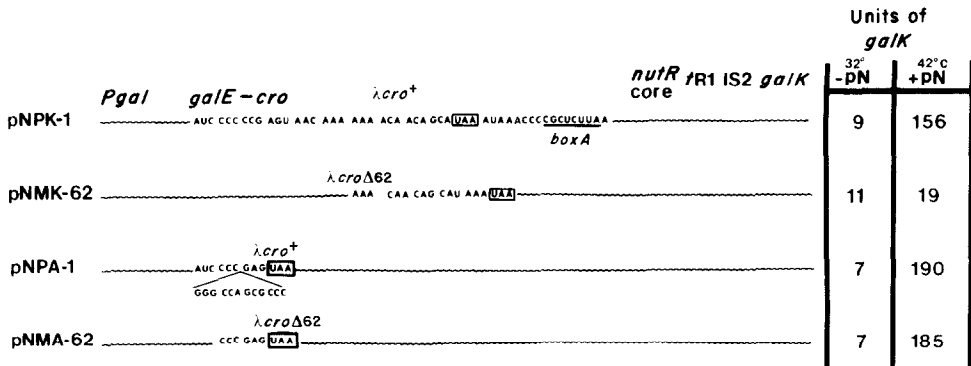 Units of
galK
32° 42°c
-pN +pN
Pgal galE-cro λcro+ nutR tR1 IS2 galK
core
pNPK-1 AUC CCC CCG AGU AAC AAA AAA ACA ACAGCA UAA AUAAACCCCGCUCUUAA 9 156
boxA
λcroΔ62
pNMK-62 AAA CAA CAG CAU AAA UAA 11 19
λcro+
pNPA-1 AUC CCC GAG UAA 7 190
GGG CCA GCG CCC
λcroΔ62
pNMA-62 CCC GAG UAA 7 185